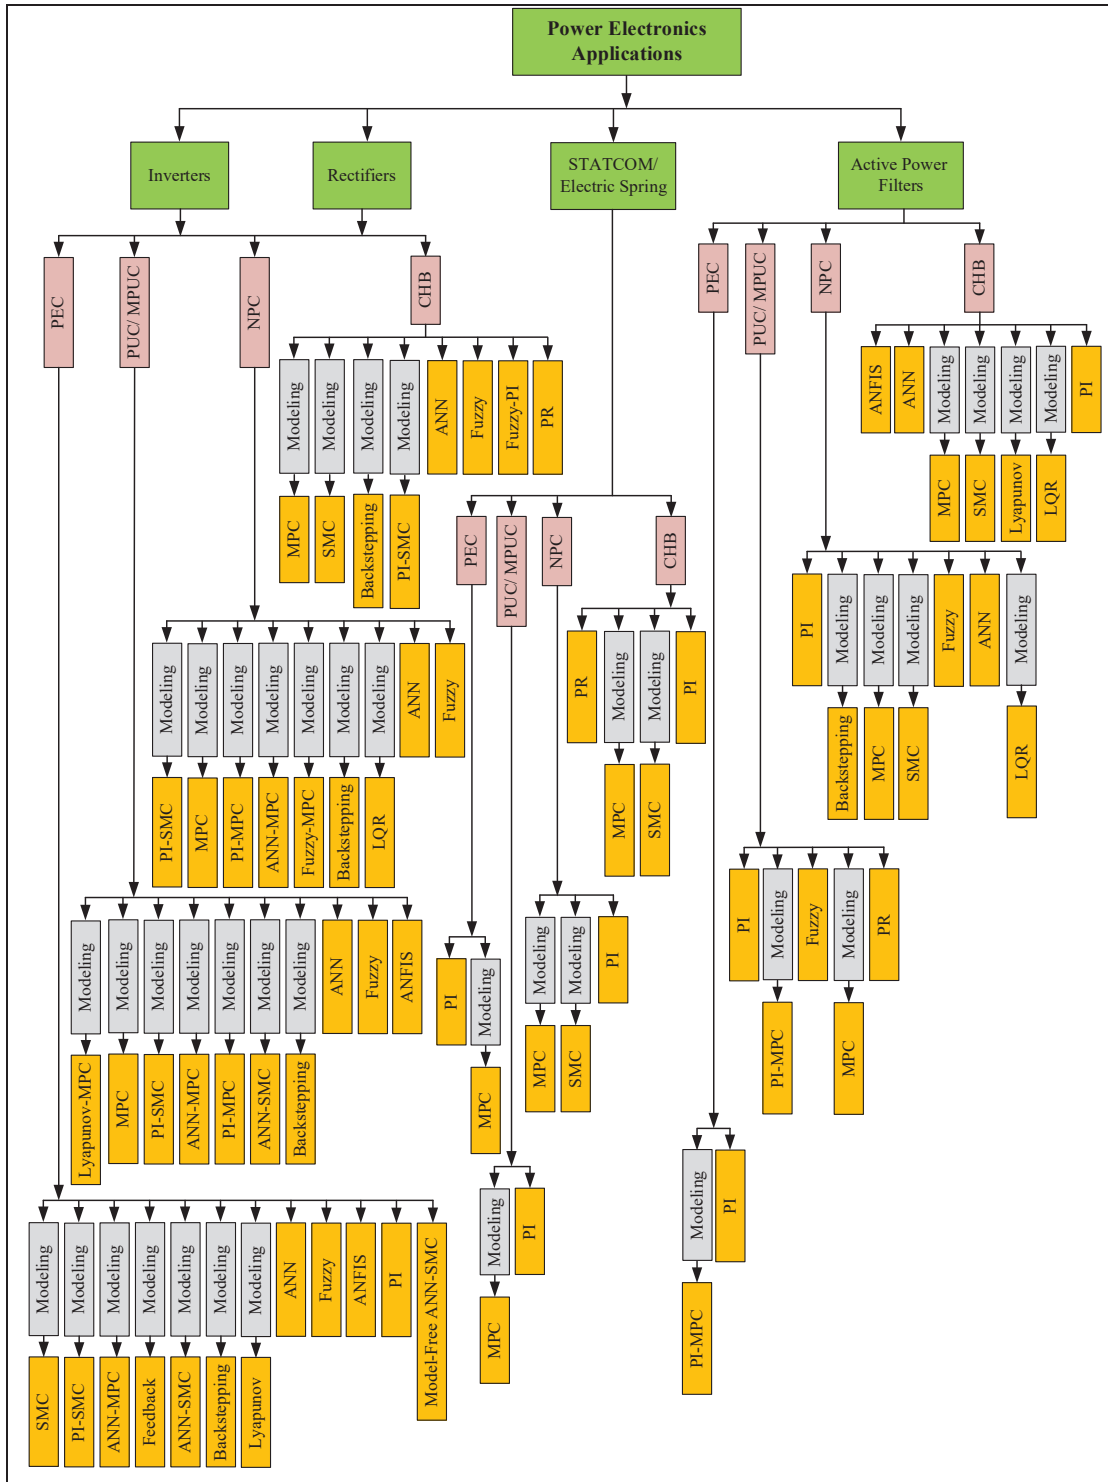 Power Electronics
Applications
Inverters
Rectifiers
STATCOM/
Electric Spring
Active Power
Filters
PEC
PUC/ MPUC
NPC
CHB
PEC
PUC/ MPUC
NPC
CHB
Modeling
Modeling
Modeling
Modeling
ANN
Fuzzy
Fuzzy-PI
PR
MPC
SMC
Backstepping
PI-SMC
ANFIS
ANN
Modeling
Modeling
Modeling
Modeling
PI
MPC
SMC
Lyapunov
LQR
PEC
PUC/ MPUC
NPC
CHB
PR
Modeling
Modeling
PI
MPC
SMC
PI
Modeling
Modeling
Modeling
Fuzzy
ANN
Modeling
Backstepping
MPC
SMC
LQR
Modeling
Modeling
Modeling
Modeling
Modeling
Modeling
Modeling
ANN
Fuzzy
PI-SMC
MPC
PI-MPC
ANN-MPC
Fuzzy-MPC
Backstepping
LQR
Modeling
Modeling
Modeling
Modeling
Modeling
Modeling
Modeling
ANN
Fuzzy
ANFIS
Lyapunov-MPC
MPC
PI-SMC
ANN-MPC
PI-MPC
ANN-SMC
Backstepping
PI
Modeling
MPC
Modeling
Modeling
PI
MPC
SMC
PI
Modeling
Fuzzy
Modeling
PR
PI-MPC
MPC
Modeling
PI
MPC
Modeling
PI
PI-MPC
Modeling
Modeling
Modeling
Modeling
Modeling
Modeling
Modeling
ANN
Fuzzy
ANFIS
PI
Model-Free ANN-SMC
SMC
PI-SMC
ANN-MPC
Feedback
ANN-SMC
Backstepping
Lyapunov